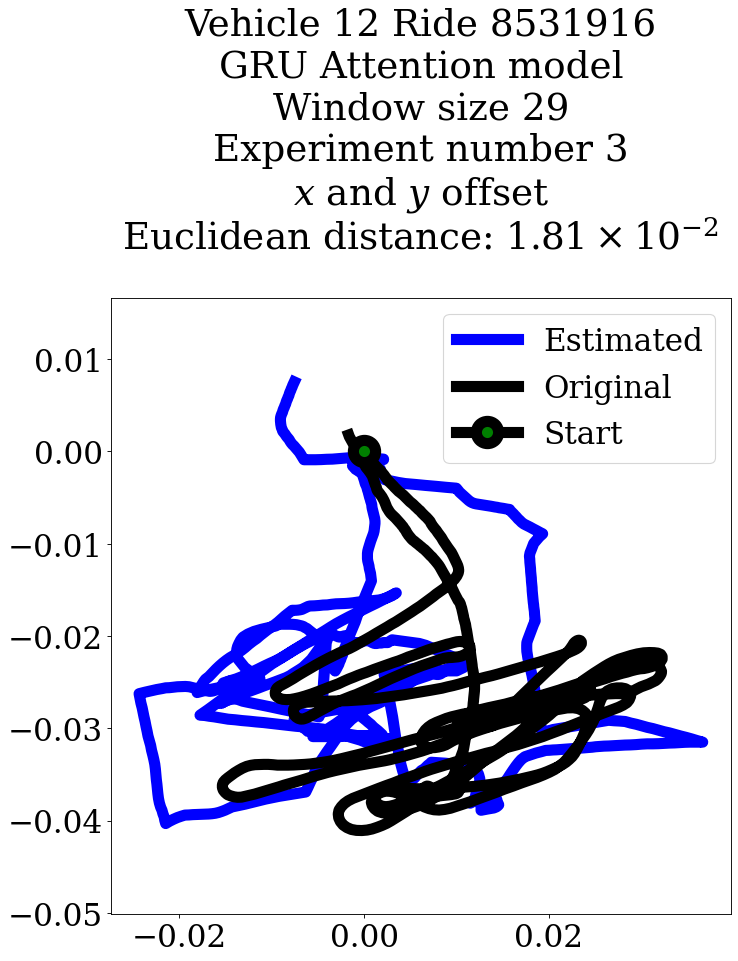 Vehicle 12 Ride 8531916
GRU Attention model
Window size 29
Experiment number 3
x and y offset
Euclidean distance: 1.81 × 10⁻²
Estimated
Original
Start
0.01
0.00
−0.01
−0.02
−0.03
−0.04
−0.05
−0.02 0.00 0.02